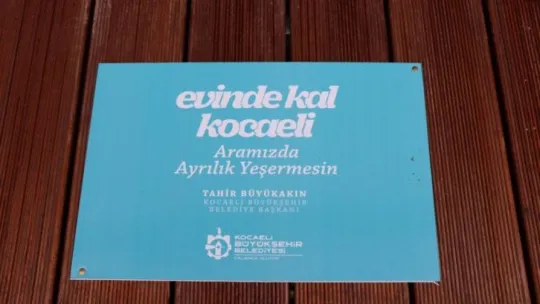 evinde kal
kocaeli
Aramızda
Ayrılık Yeşermesin
TAHİR BÜYÜKAKIN
KOCAELİ BÜYÜKŞEHİR
BELEDİYE BAŞKANI
KOCAELİ
BÜYÜKŞEHİR
BELEDİYESİ